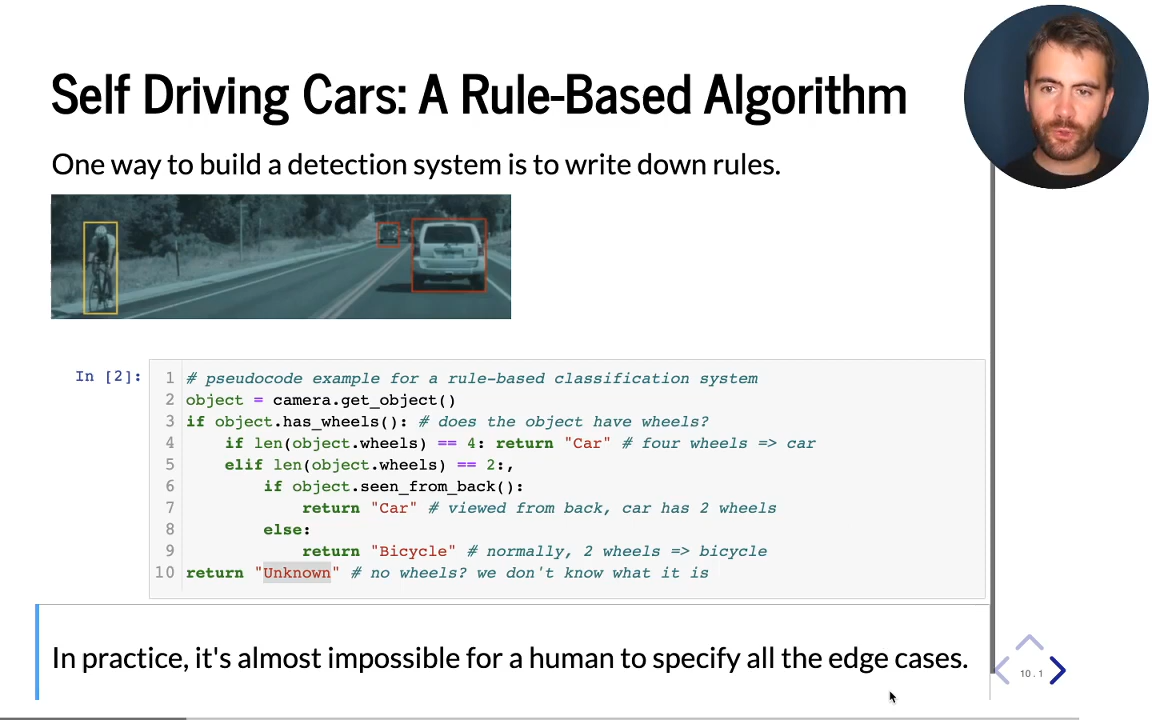 Self Driving Cars: A Rule-Based Algorithm
One way to build a detection system is to write down rules.
In [2]:
1 # pseudocode example for a rule-based classification system
2 object = camera.get_object()
3 if object.has_wheels(): # does the object have wheels?
4     if len(object.wheels) == 4: return "Car" # four wheels => car
5     elif len(object.wheels) == 2:,
6         if object.seen_from_back():
7             return "Car" # viewed from back, car has 2 wheels
8         else:
9             return "Bicycle" # normally, 2 wheels => bicycle
10 return "Unknown" # no wheels? we don't know what it is
In practice, it's almost impossible for a human to specify all the edge cases.
10.1